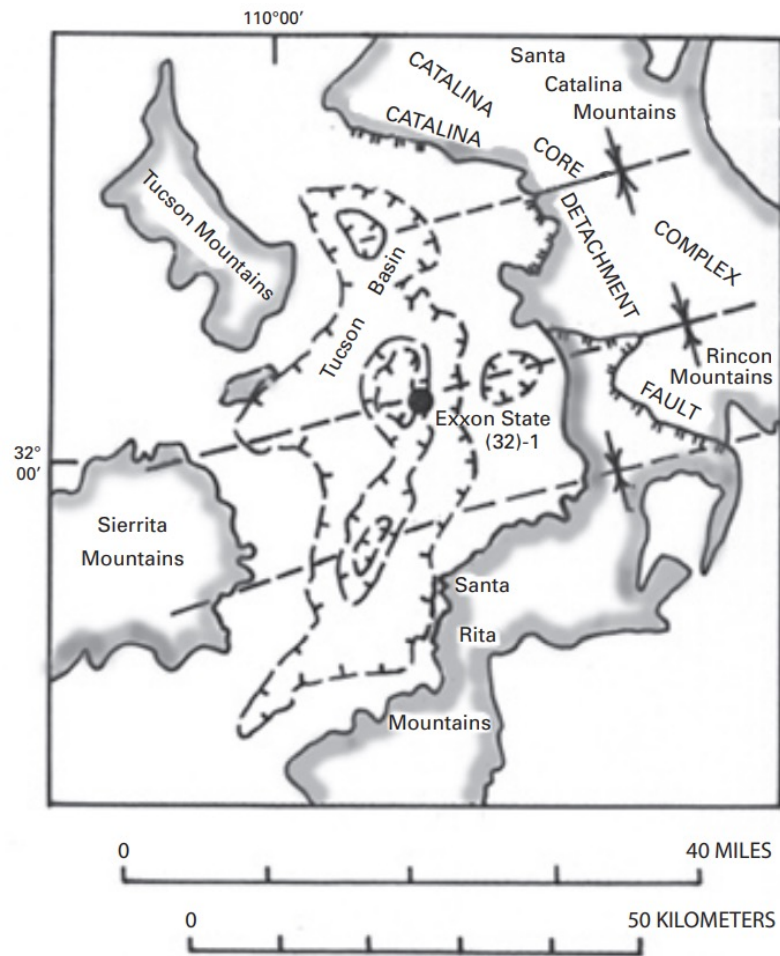 110°00'
Santa
CATALINA
Catalina
Mountains
CATALINA
CORE
Tucson Mountains
DETACHMENT
COMPLEX
Basin
Tucson
Rincon
Mountains
FAULT
Exxon State
(32)-1
32°
00'
Sierrita
Mountains
Santa
Rita
Mountains
0 40 MILES
0 50 KILOMETERS